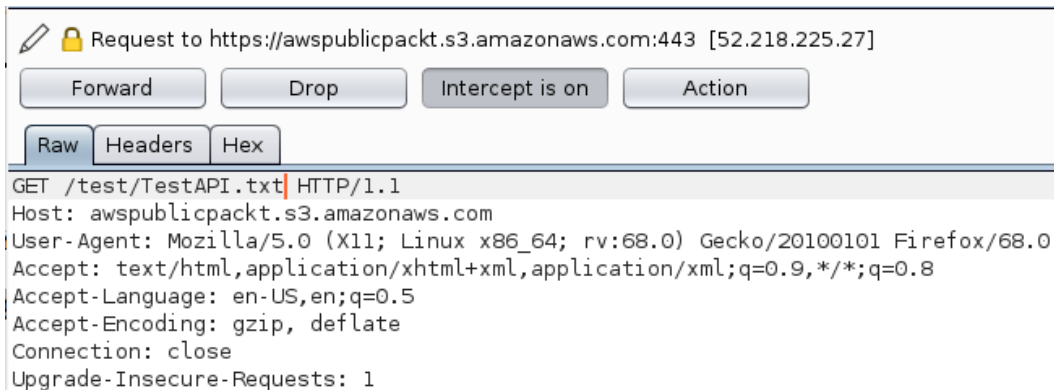 Request to https://awspublicpackt.s3.amazonaws.com:443 [52.218.225.27]
Forward Drop Intercept is on Action
Raw Headers Hex
GET /test/TestAPI.txt HTTP/1.1
Host: awspublicpackt.s3.amazonaws.com
User-Agent: Mozilla/5.0 (X11; Linux x86_64; rv:68.0) Gecko/20100101 Firefox/68.0
Accept: text/html,application/xhtml+xml,application/xml;q=0.9,*/*;q=0.8
Accept-Language: en-US,en;q=0.5
Accept-Encoding: gzip, deflate
Connection: close
Upgrade-Insecure-Requests: 1